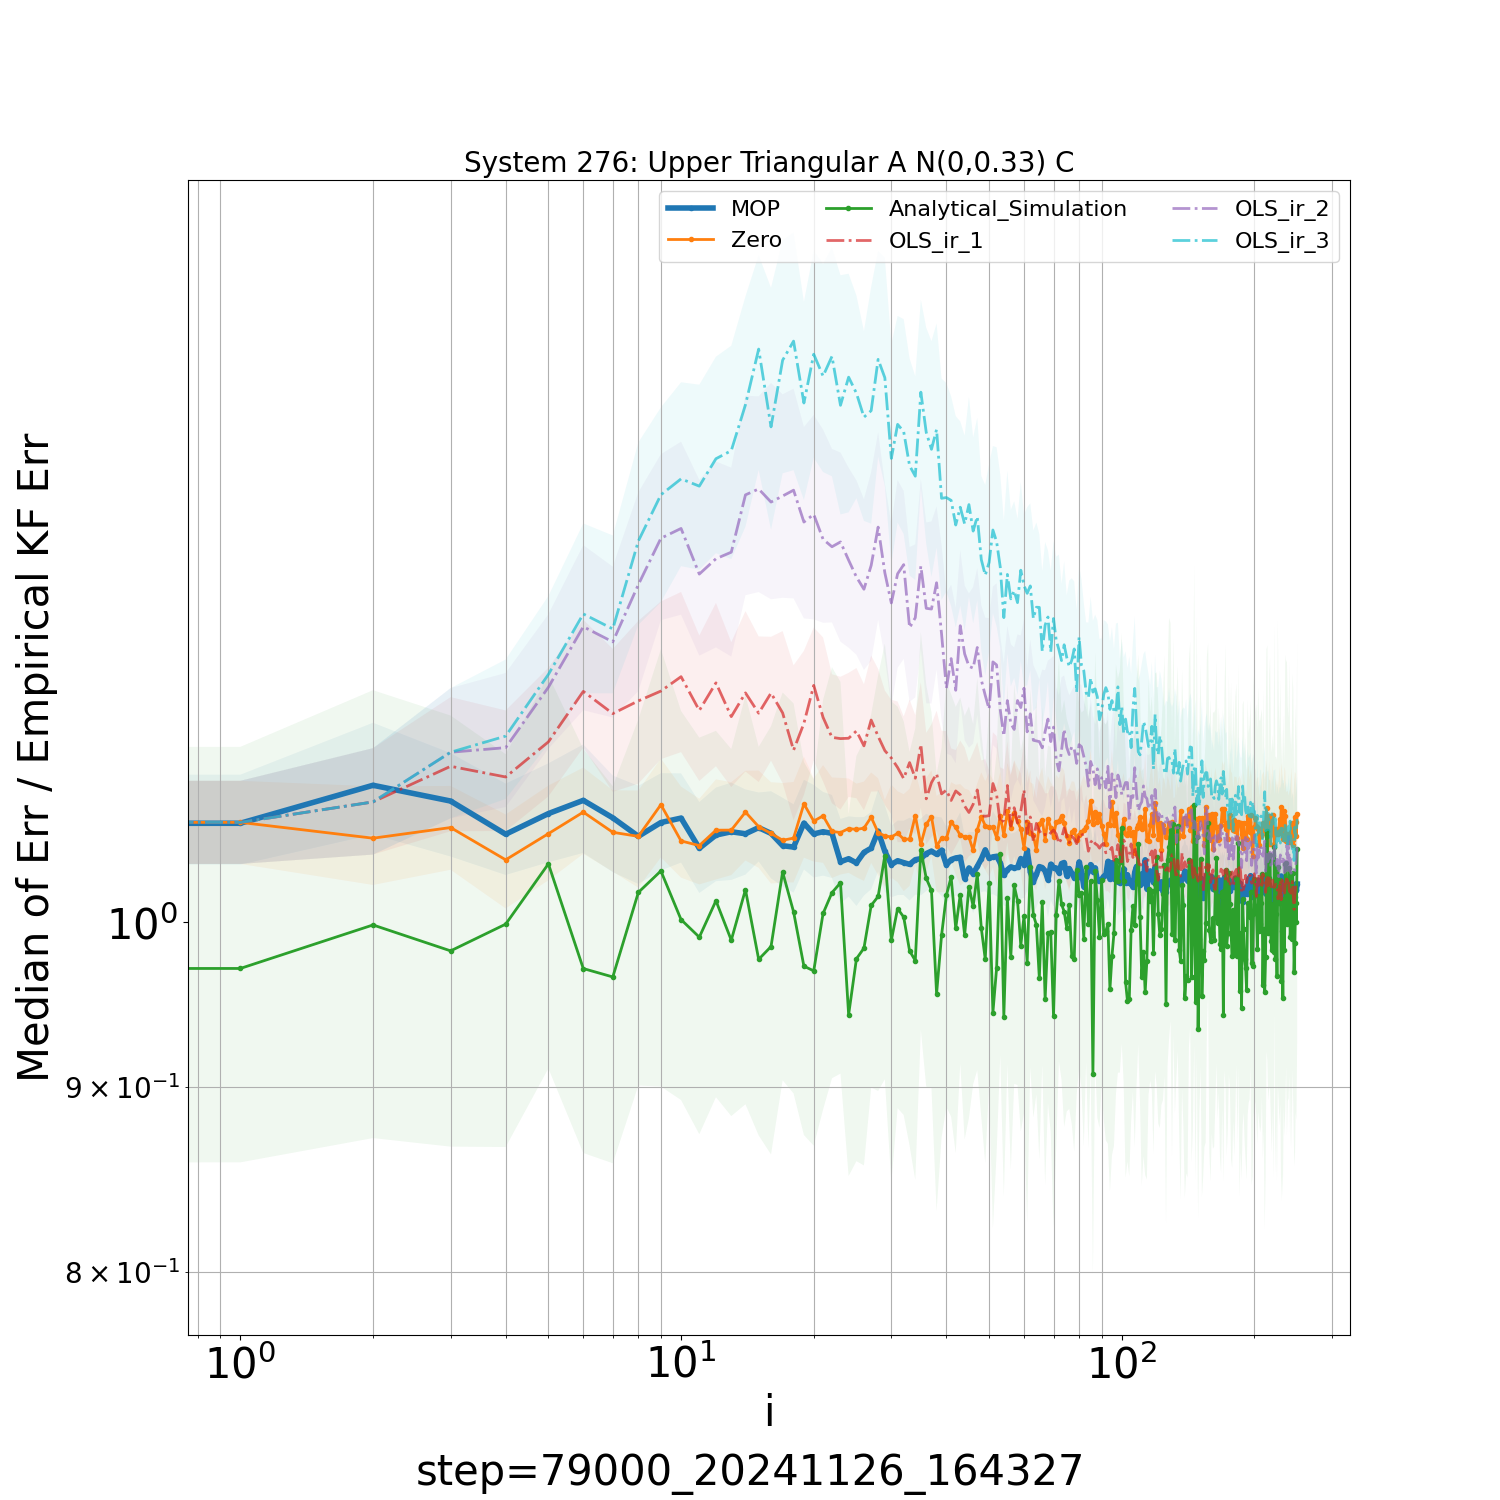 System 276: Upper Triangular A N(0,0.33) C
MOP
Zero
Analytical_Simulation
OLS_ir_1
OLS_ir_2
OLS_ir_3
Median of Err / Empirical KF Err
10⁰
9 × 10⁻¹
8 × 10⁻¹
10⁰ 10¹ 10²
i
step=79000_20241126_164327